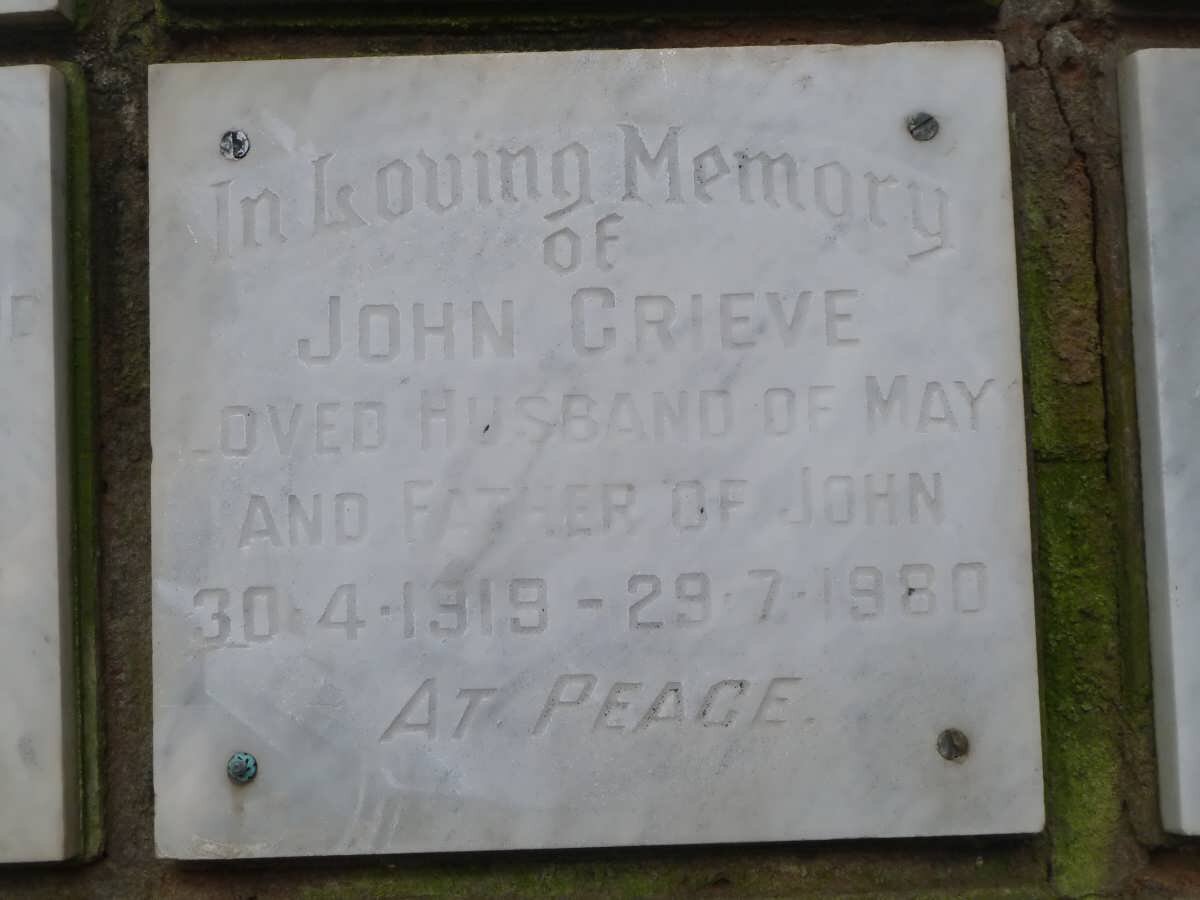 In Loving Memory
of
JOHN GRIEVE
LOVED HUSBAND OF MAY
AND FATHER OF JOHN
30·4·1919 - 29·7·1980
AT PEACE.